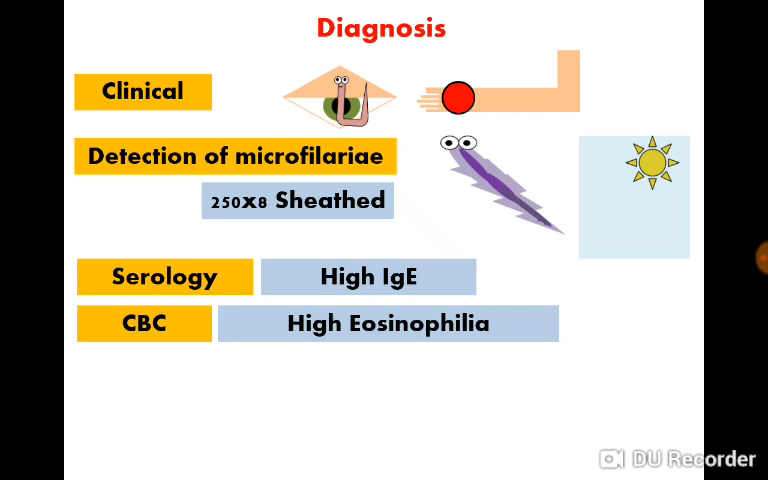 Diagnosis
Clinical
Detection of microfilariae
250x8 Sheathed
Serology High IgE
CBC High Eosinophilia
DU Recorder